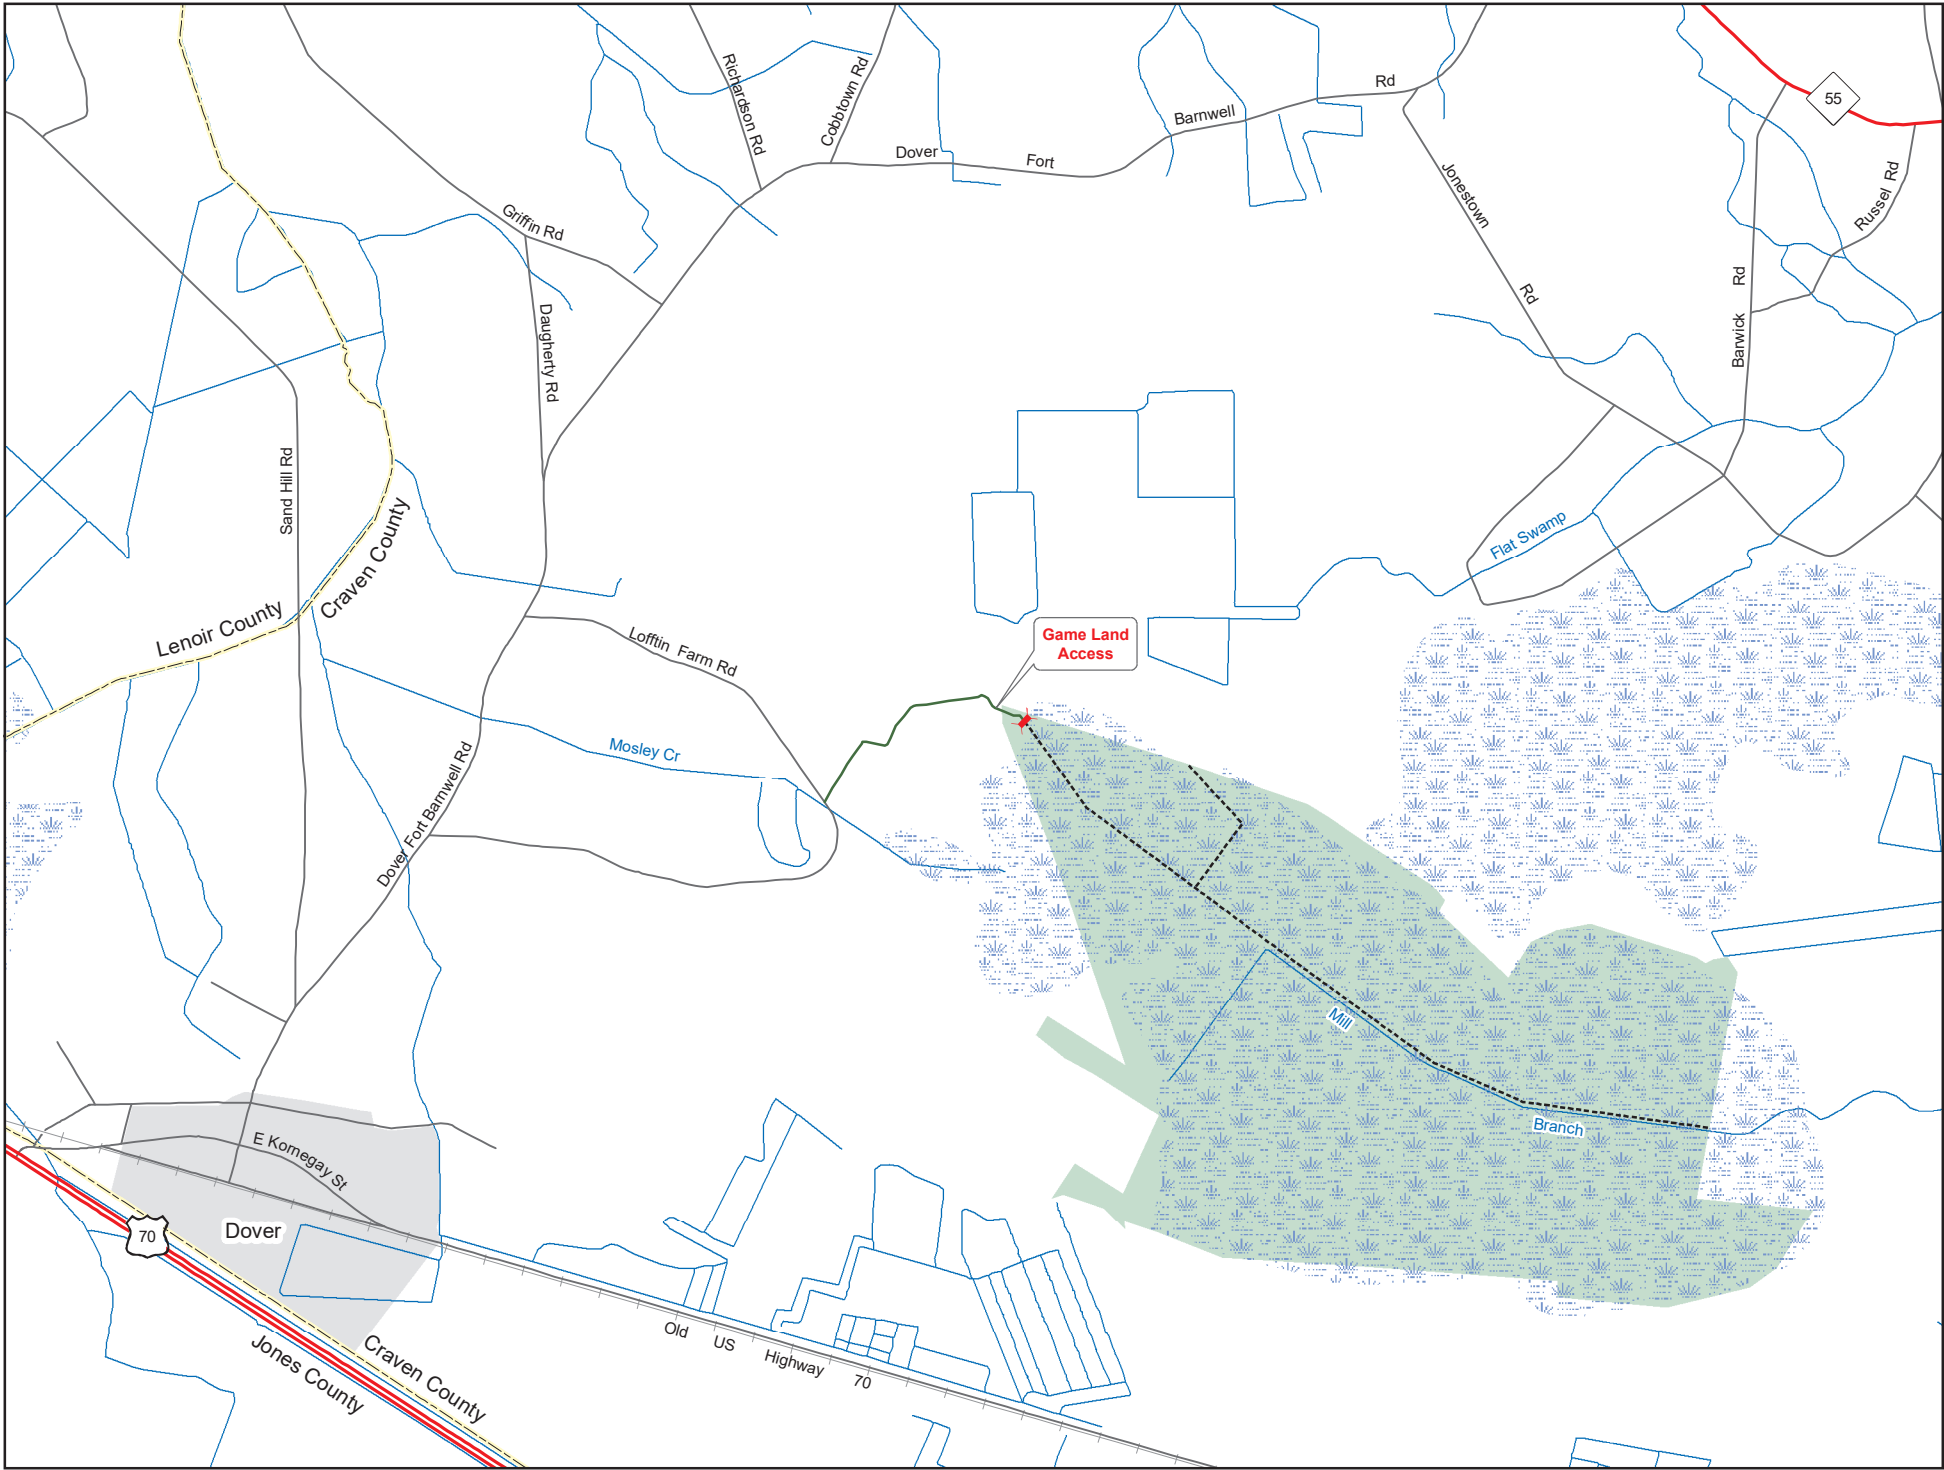 55
Richardson Rd
Cobbtown Rd
Dover
Fort
Barnwell
Rd
Jonestown
Rd
Russel Rd
Barwick
Rd
Griffin Rd
Daugherty Rd
Sand Hill Rd
Craven County
Lenoir County
Flat Swamp
Lofftin Farm Rd
Game Land
Access
Mosley Cr
Dover Fort Barnwell Rd
Mill
Branch
E Kornegay St
Dover
70
Old
US
Highway
70
Craven County
Jones County